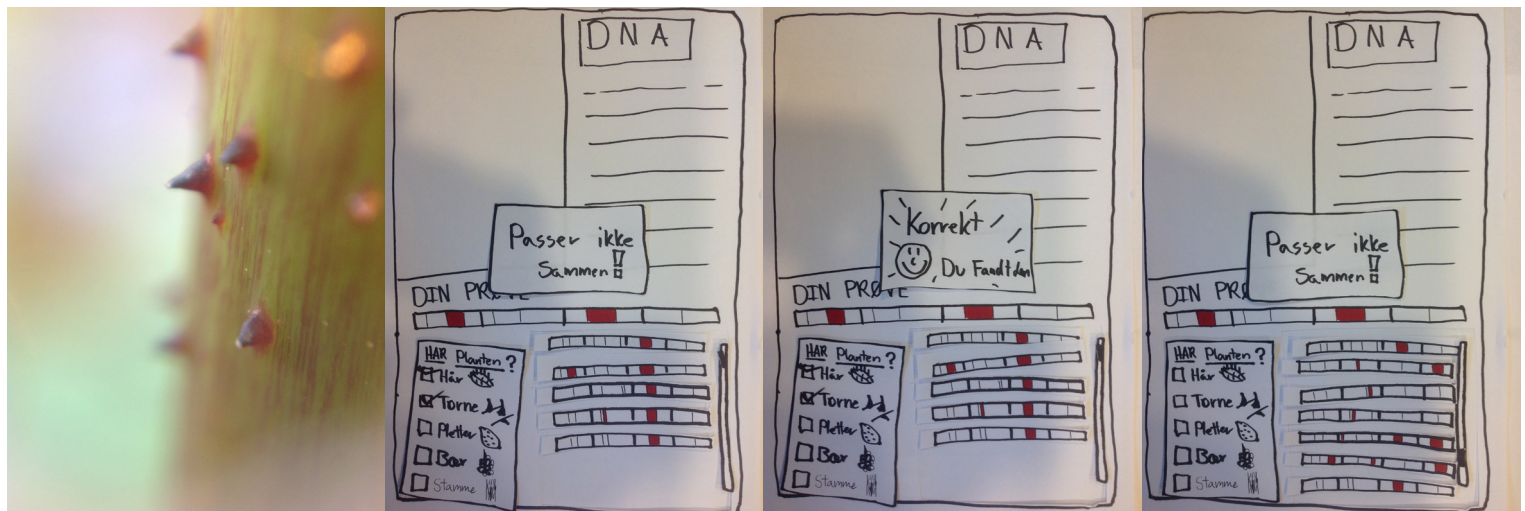 DNA
Passer ikke
Sammen!
DIN PRØ
HAR Planten?
Hår
Torne
Pletter
Bær
Stamme
DNA
Korrekt
Du Fandt den
DIN PRØVE
HAR Planten?
Hår
Torne
Pletter
Bær
Stamme
DNA
Passer ikke
Sammen!
DIN PRØ
HAR Planten?
Hår
Torne
Pletter
Bær
Stamme